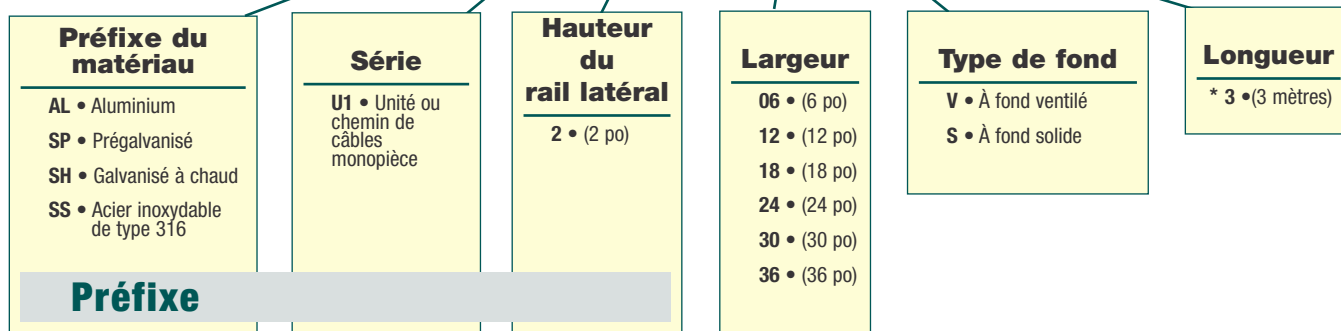 Préfixe du
matériau
AL • Aluminium
SP • Prégalvanisé
SH • Galvanisé à chaud
SS • Acier inoxydable
de type 316
Série
U1 • Unité ou
chemin de
câbles
monopièce
Hauteur
du
rail latéral
2 • (2 po)
Largeur
06 • (6 po)
12 • (12 po)
18 • (18 po)
24 • (24 po)
30 • (30 po)
36 • (36 po)
Type de fond
V • À fond ventilé
S • À fond solide
Longueur
* 3 •(3 mètres)
Préfixe